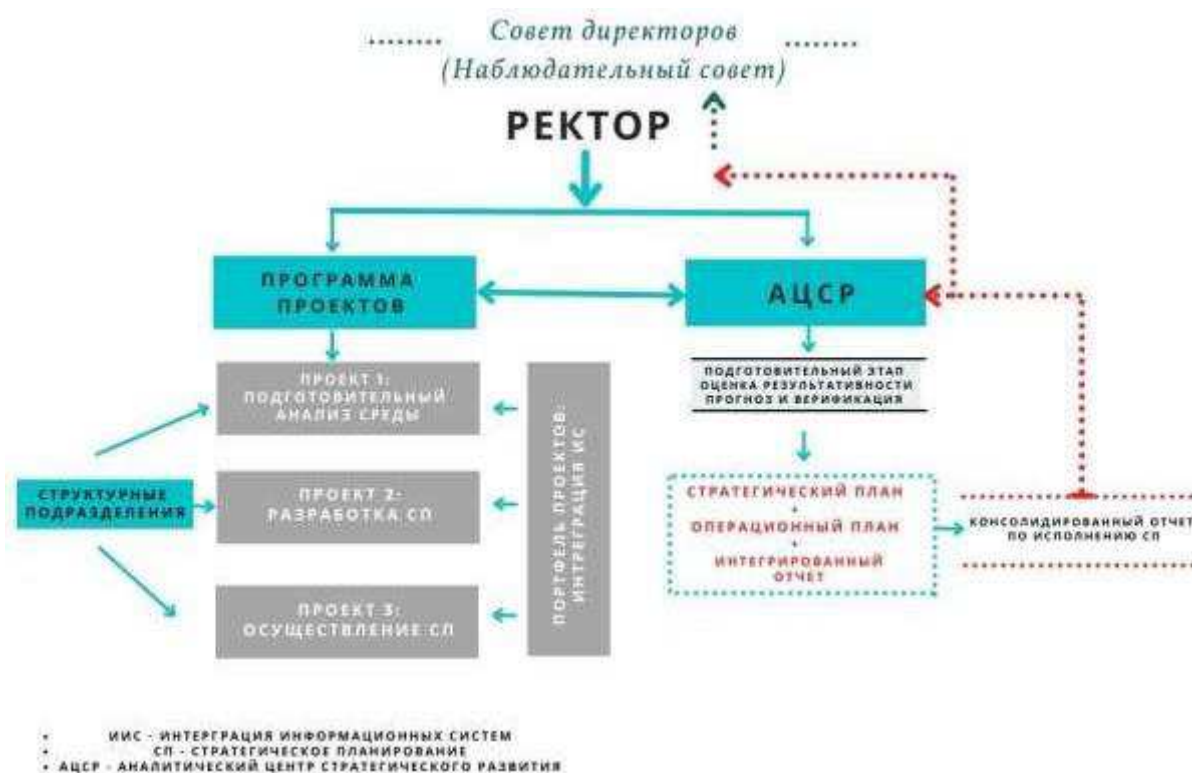 Совет директоров
(Наблюдательный совет)
РЕКТОР
ПРОГРАММА
ПРОЕКТОВ
АЦСР
ПРОЕКТ 1:
ПОДГОТОВИТЕЛЬНЫЙ
АНАЛИЗ СРЕДЫ
ПОДГОТОВИТЕЛЬНЫЙ ЭТАП
ОЦЕНКА РЕЗУЛЬТАТИВНОСТИ
ПРОГНОЗ И ВЕРИФИКАЦИЯ
СТРУКТУРНЫЕ
ПОДРАЗДЕЛЕНИЯ
ПРОЕКТ 2-
РАЗРАБОТКА СП
ПРОЕКТ 3:
ОСУЩЕСТВЛЕНИЕ СП
ПОРТФЕЛЬ ПРОЕКТОВ:
ИНТРЕГРАЦИЯ ИС
СТРАТЕГИЧЕСКИЙ ПЛАН
+
ОПЕРАЦИОННЫЙ ПЛАН
+
ИНТЕГРИРОВАННЫЙ
ОТЧЕТ
КОНСОЛИДИРОВАННЫЙ ОТЧЕТ
ПО ИСПОЛНЕНИЮ СП
• ИИС - ИНТЕРГРАЦИЯ ИНФОРМАЦИОННЫХ СИСТЕМ
• СП - СТРАТЕГИЧЕСКОЕ ПЛАНИРОВАНИЕ
• АЦСР - АНАЛИТИЧЕСКИЙ ЦЕНТР СТРАТЕГИЧЕСКОГО РАЗВИТИЯ